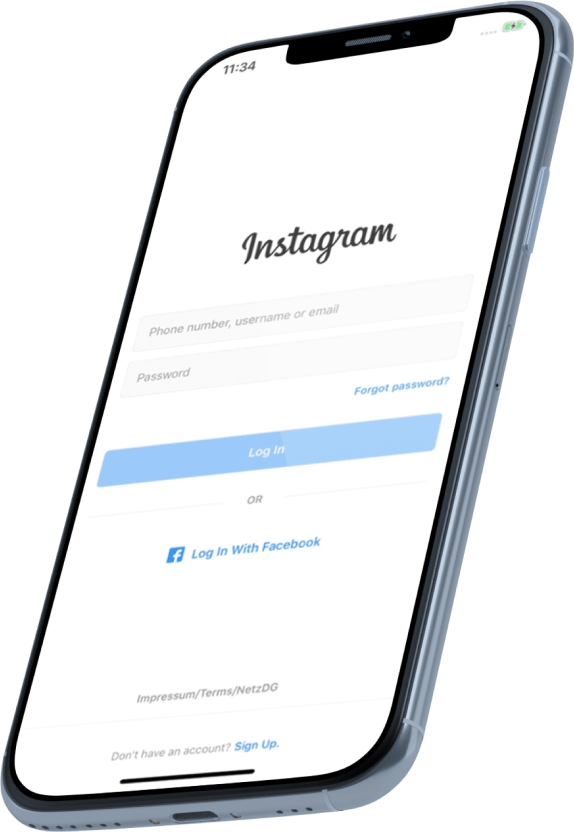 11:34
Instagram
Phone number, username or email
Password
Forgot password?
Log In
OR
Log In With Facebook
Impressum/Terms/NetzDG
Don't have an account? Sign Up.